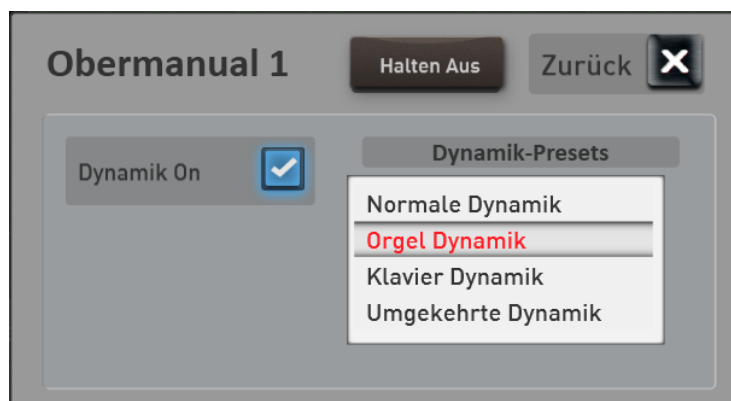 Obermanual 1
Halten Aus
Zurück
Dynamik On
Dynamik-Presets
Normale Dynamik
Orgel Dynamik
Klavier Dynamik
Umgekehrte Dynamik